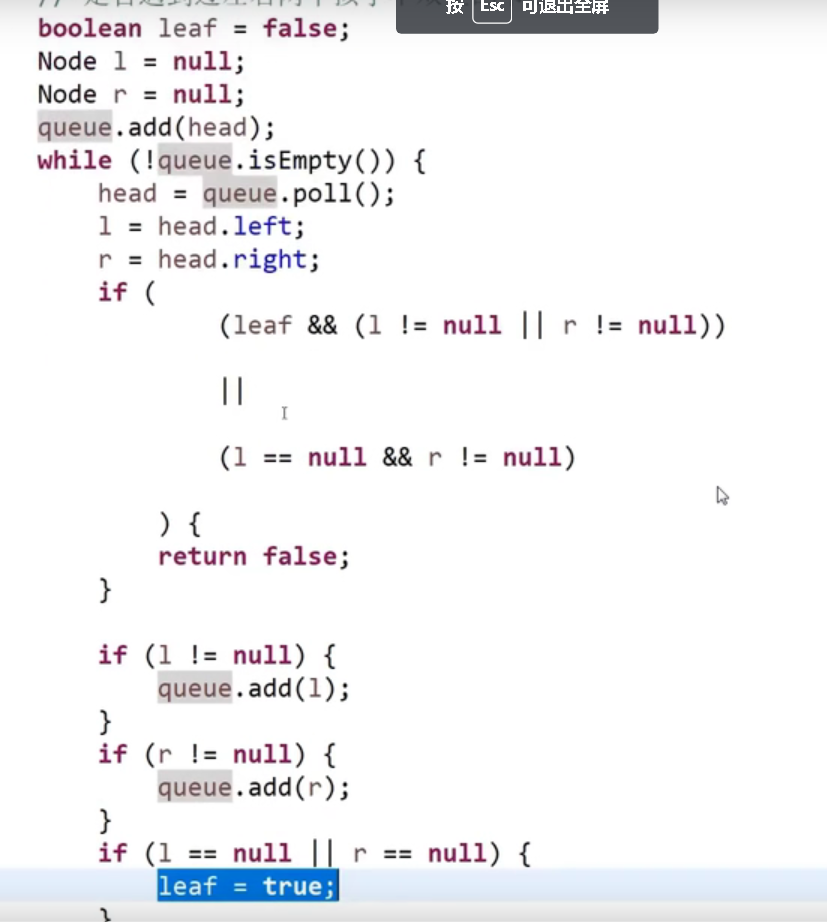 按 Esc 可退出全屏
boolean leaf = false;
Node l = null;
Node r = null;
queue.add(head);
while (!queue.isEmpty()) {
head = queue.poll();
l = head.left;
r = head.right;
if (
(leaf && (l != null || r != null))
||
(l == null && r != null)
) {
return false;
}
if (l != null) {
queue.add(l);
}
if (r != null) {
queue.add(r);
}
if (l == null || r == null) {
leaf = true;
}